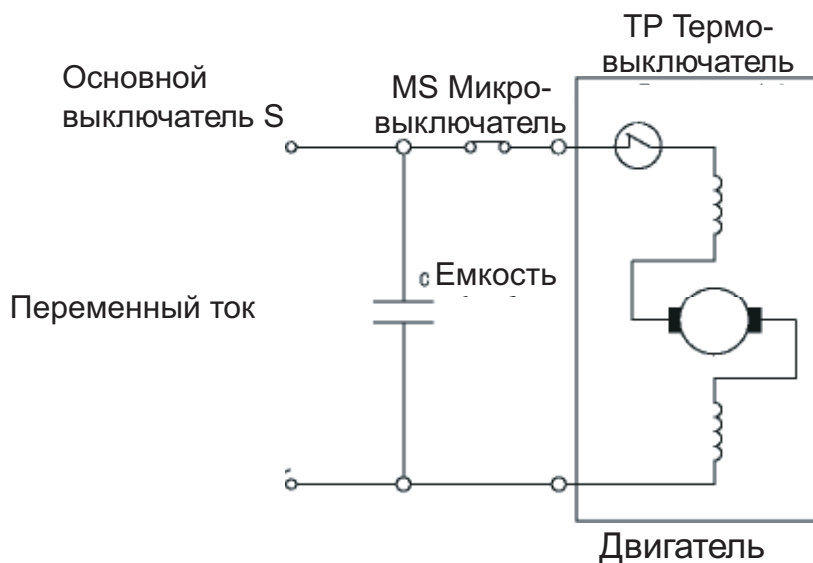 TP Термо-
выключатель
Основной
выключатель S
MS Микро-
выключатель
c Емкость
Переменный ток
Двигатель